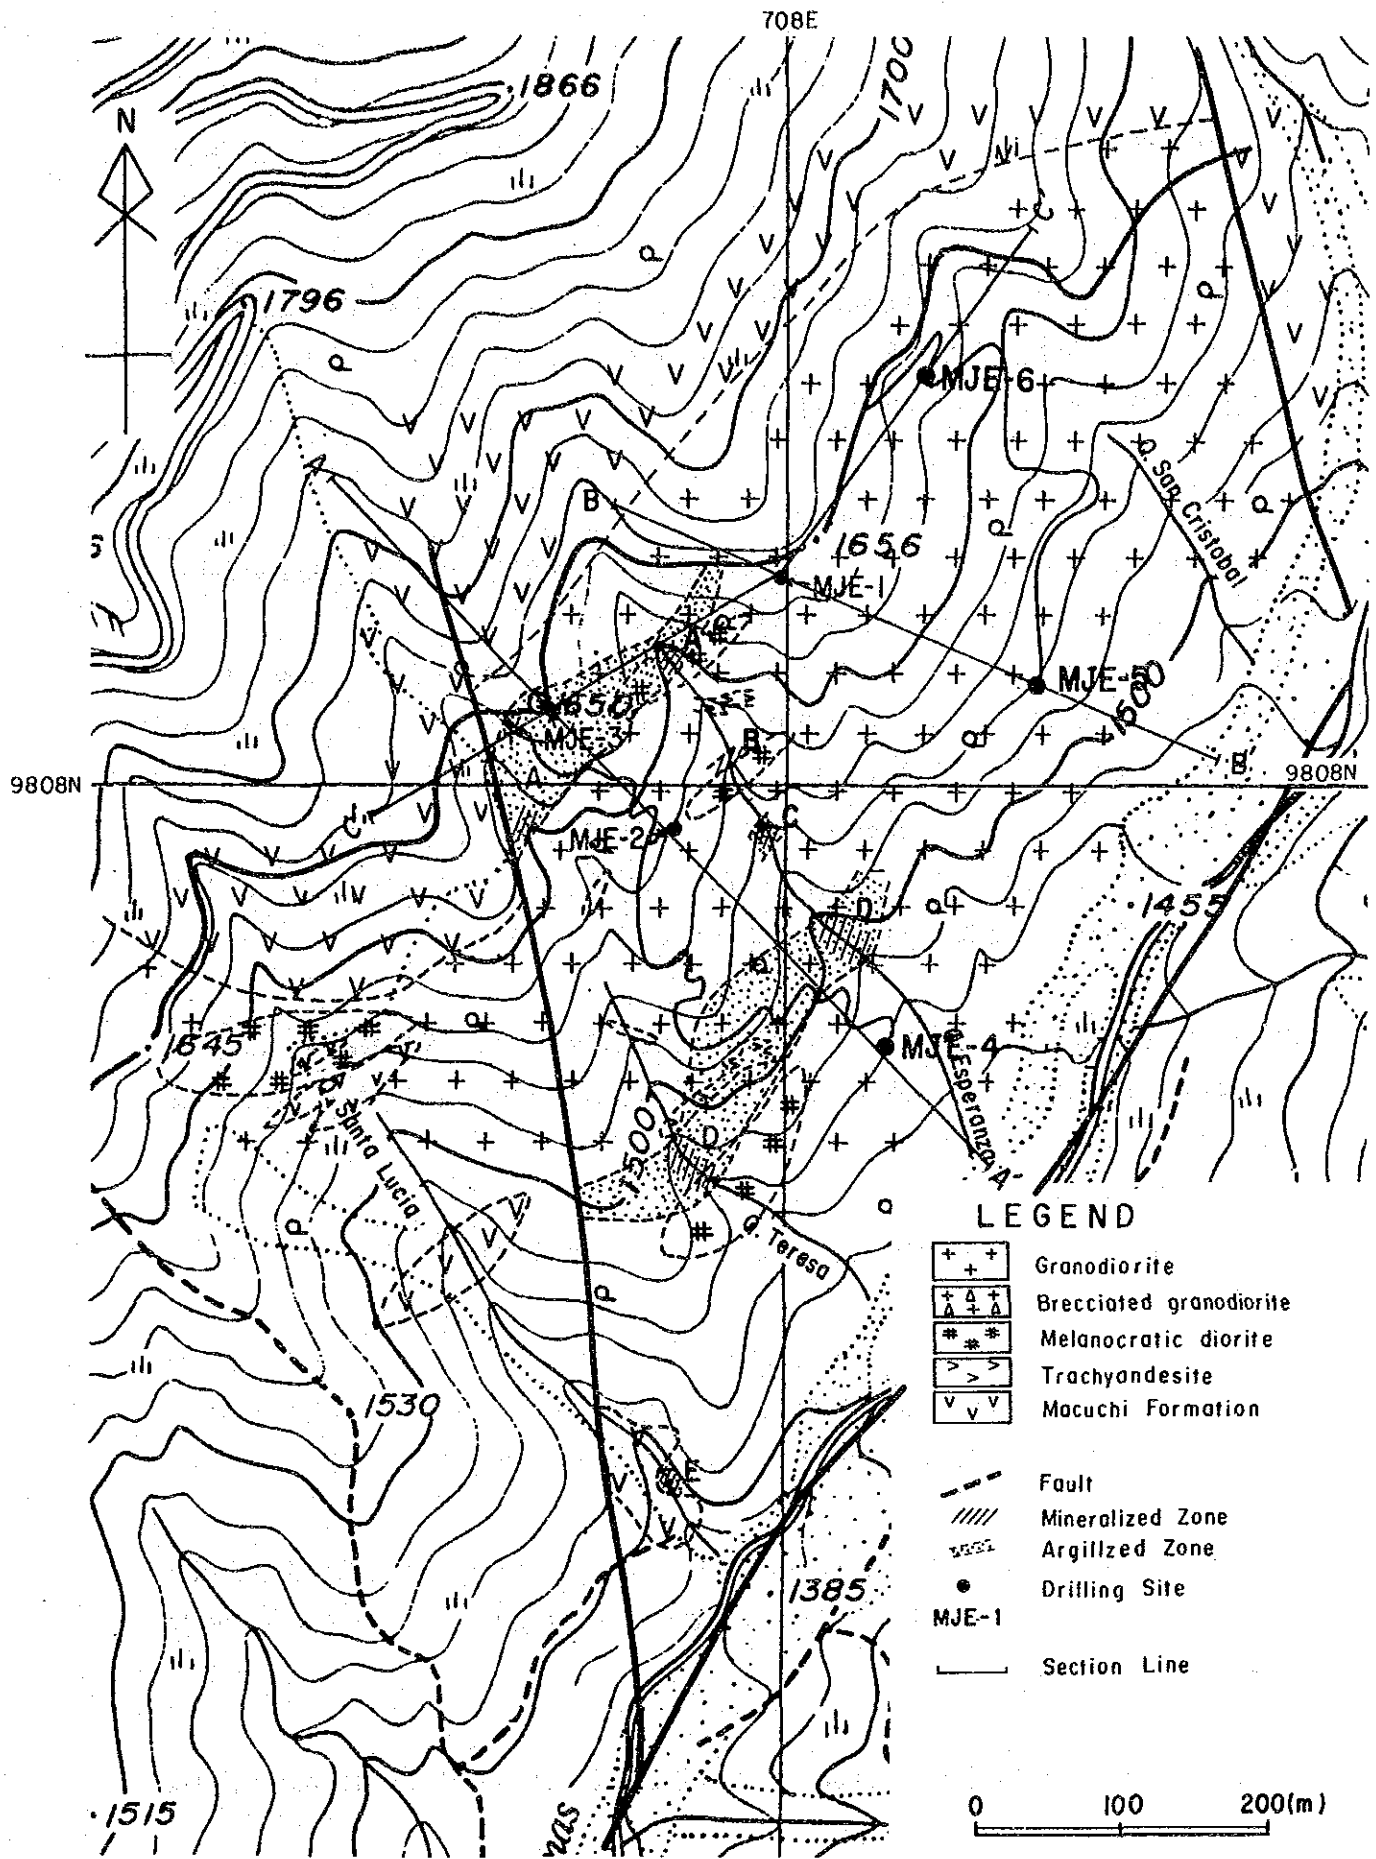 708E
1866
1700
N
1796
C
MJE-6
A
B
Q. San Cristobal
1656
MJE-1
A
MJE-5
1600
1650
MJE-3
B
B
9808N
9808N
A
C
C
MJE-2
1455
D
1645
MJE-4
Q. Esperanza
Q. Santa Lucia
1500
D
A
Q. Teresa
LEGEND
Granodiorite
Brecciated granodiorite
Melanocratic diorite
Trachyandesite
Macuchi Formation
1530
E
Fault
Mineralized Zone
Argillzed Zone
1385
Drilling Site
MJE-1
Section Line
1515
0 100 200(m)